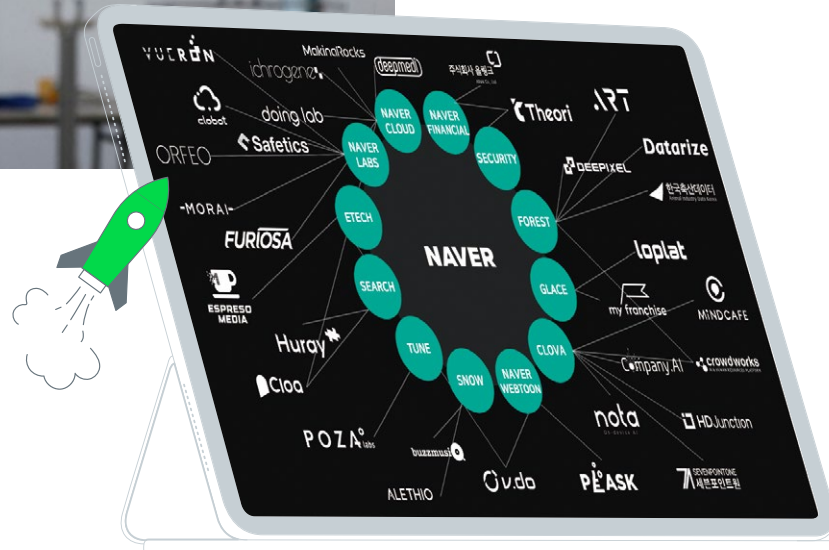 VUERON
MakinaRocks
deepmedi
주식회사 올링크
ichrogene
clobot
doing lab
NAVER
CLOUD
NAVER
FINANCIAL
Theori
ART
ORFEO
Safetics
NAVER
LABS
SECURITY
DEEPIXEL
Datarize
한국축산데이터
-MORAI-
ETECH
FOREST
FURIOSA
NAVER
loplat
ESPRESO
MEDIA
SEARCH
GLACE
my franchise
MINDCAFE
Huray
TUNE
CLOVA
Company.AI
crowdworks
Cloa
SNOW
NAVER
WEBTOON
nota
HDJunction
POZA labs
buzzmusiQ
ALETHIO
v.do
PLASK
SEVENPOINTONE
세븐포인트원